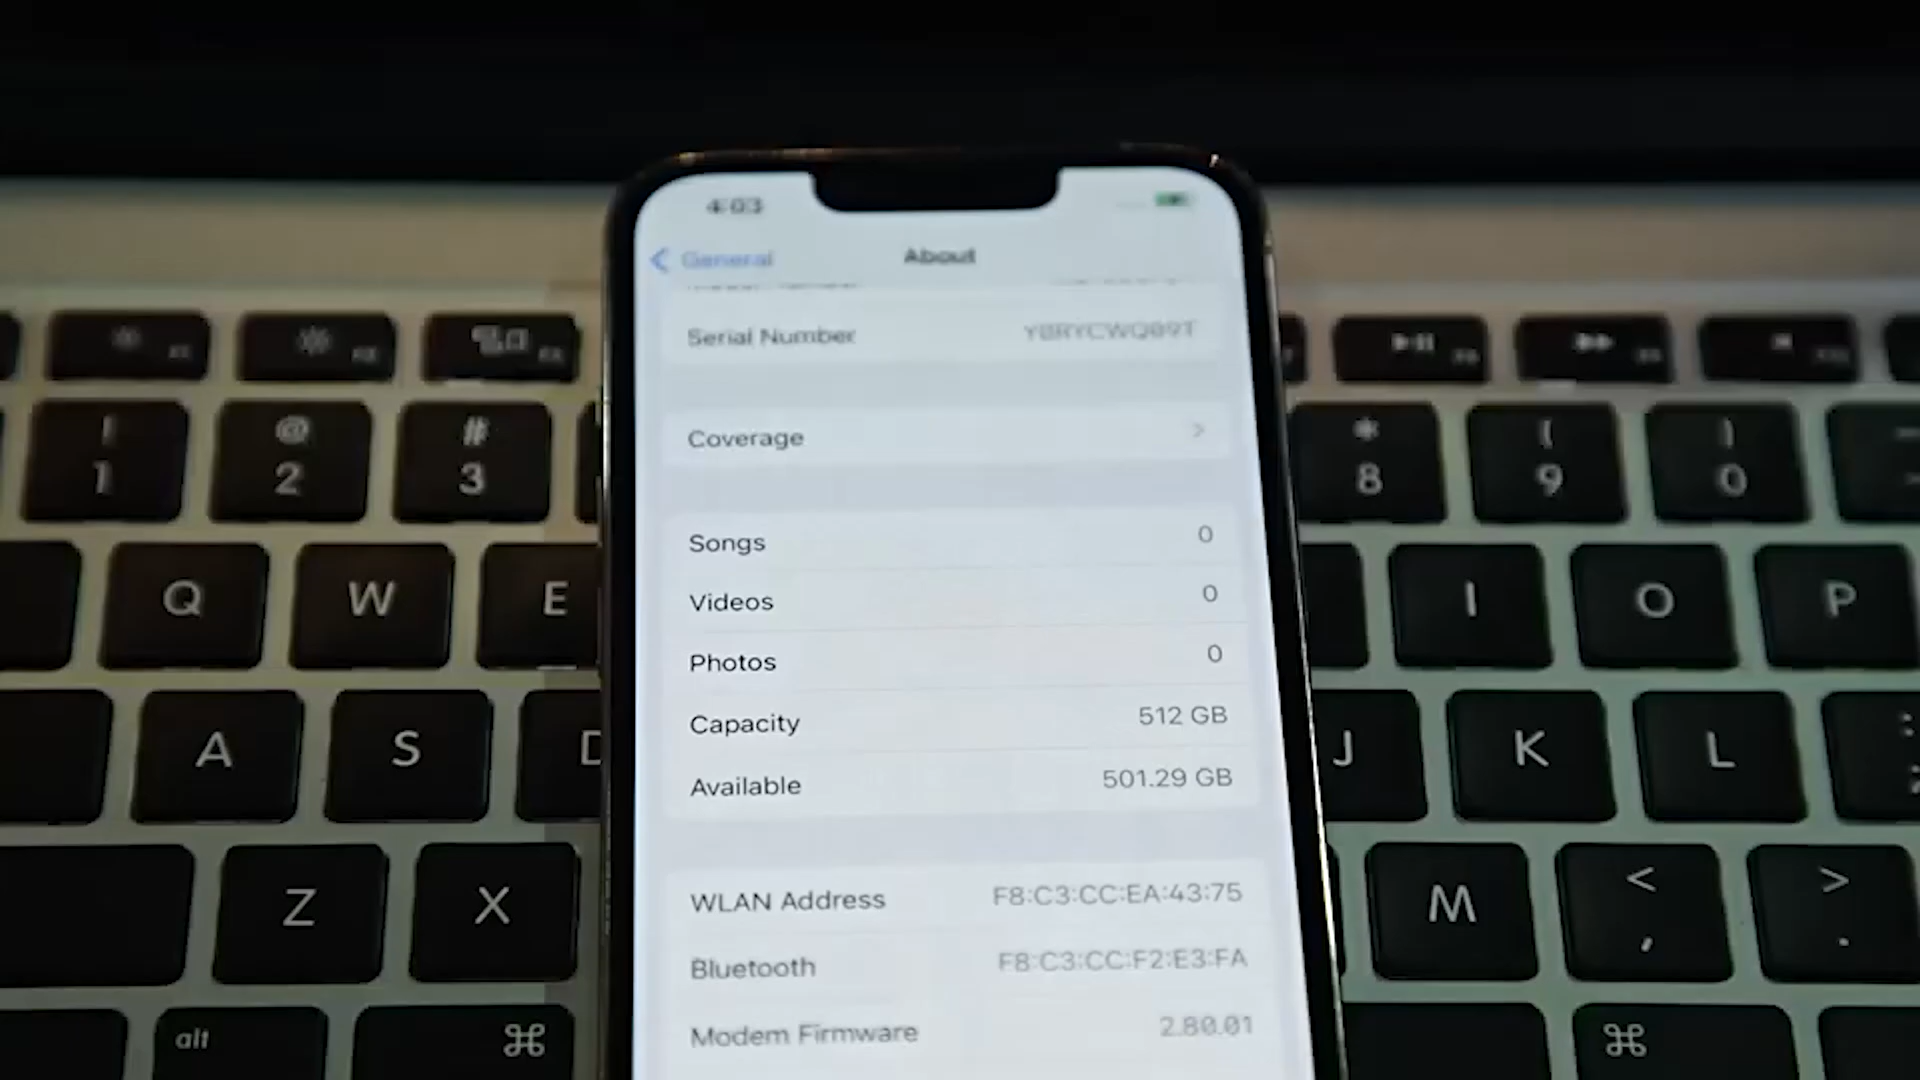 4:03
General
About
Serial Number Y0RYCWQ09T
Coverage
Songs 0
Videos 0
Photos 0
Capacity 512 GB
Available 501.29 GB
WLAN Address F8:C3:CC:EA:43:75
Bluetooth F8:C3:CC:F2:E3:FA
Modem Firmware 2.80.01
! @ # * ( )
1 2 3 8 9 0
Q W E I O P
A S D J K L
Z X M < >
, .
alt ⌘ ⌘